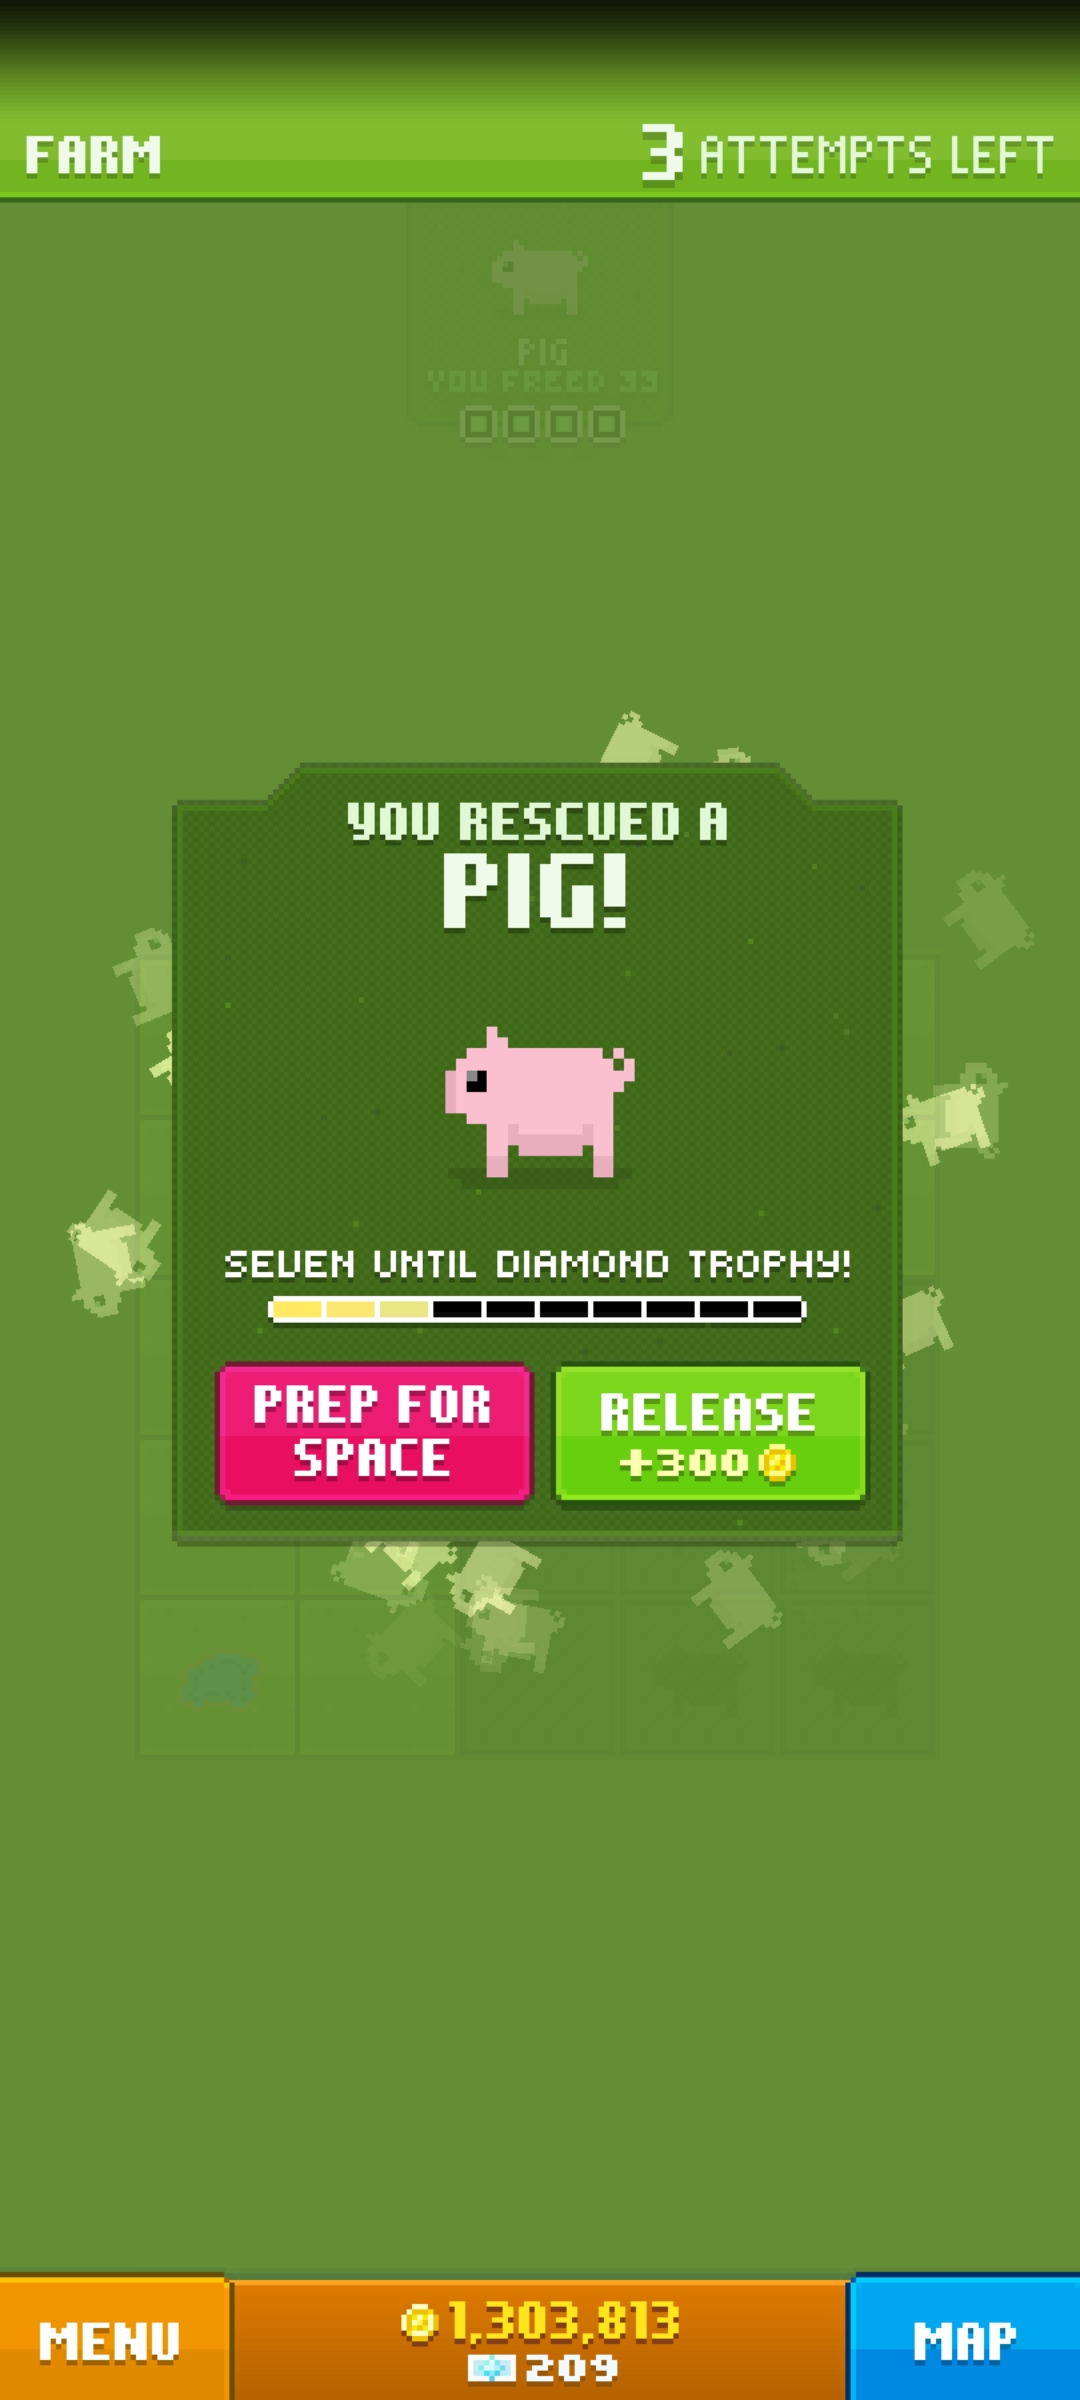 FARM
3 ATTEMPTS LEFT
PIG
YOU FREED 33
YOU RESCUED A
PIG!
SEVEN UNTIL DIAMOND TROPHY!
PREP FOR
SPACE
RELEASE
+300
MENU
1,303,813
209
MAP